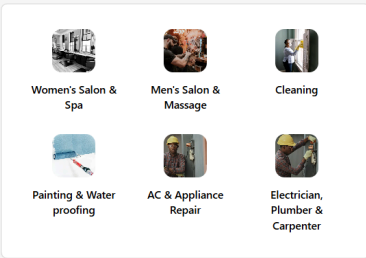 Women's Salon &
Spa
Men's Salon &
Massage
Cleaning
Painting & Water
proofing
AC & Appliance
Repair
Electrician,
Plumber &
Carpenter